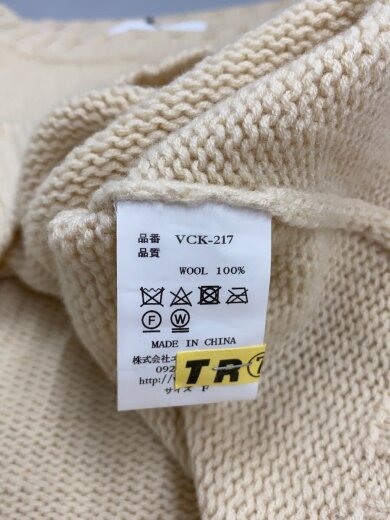 品番 VCK-217
品質
WOOL 100%
F W
MADE IN CHINA
株式会社
092
http://
サイズ F
TR 7